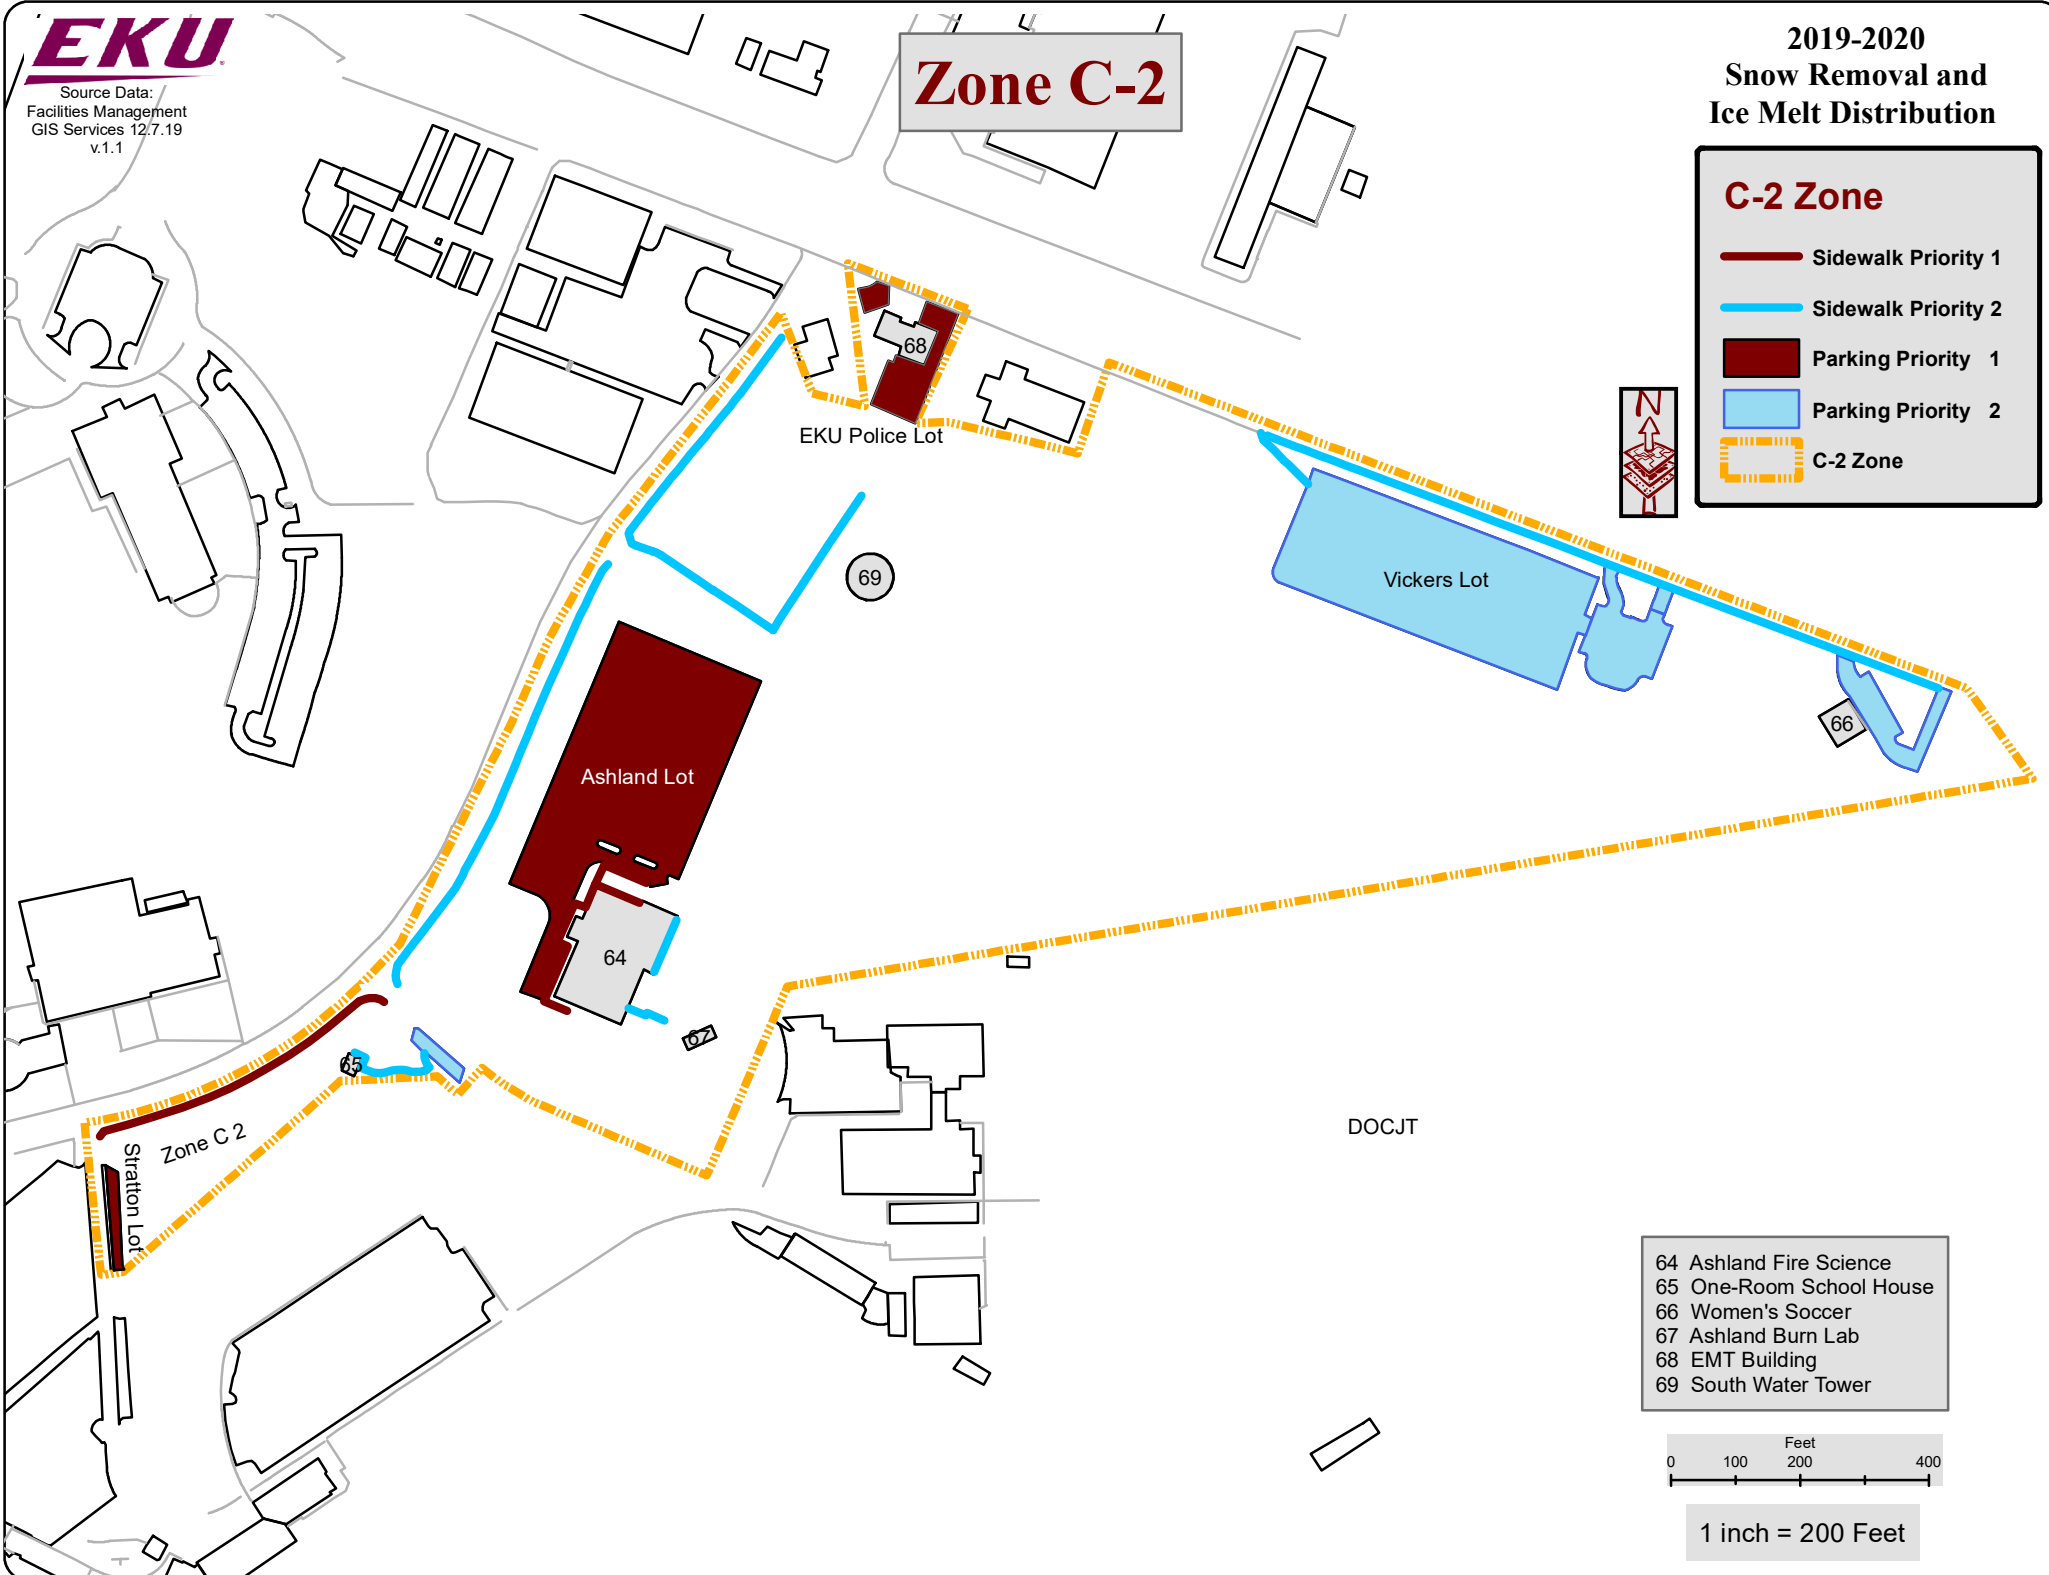 EKU
Source Data:
Facilities Management
GIS Services 12.7.19
v.1.1
Zone C-2
2019-2020
Snow Removal and
Ice Melt Distribution
C-2 Zone
Sidewalk Priority 1
Sidewalk Priority 2
Parking Priority 1
Parking Priority 2
C-2 Zone
N
68
EKU Police Lot
69
Vickers Lot
66
Ashland Lot
64
67
65
Zone C 2
Stratton Lot
DOCJT
64 Ashland Fire Science
65 One-Room School House
66 Women's Soccer
67 Ashland Burn Lab
68 EMT Building
69 South Water Tower
Feet
0 100 200 400
1 inch = 200 Feet